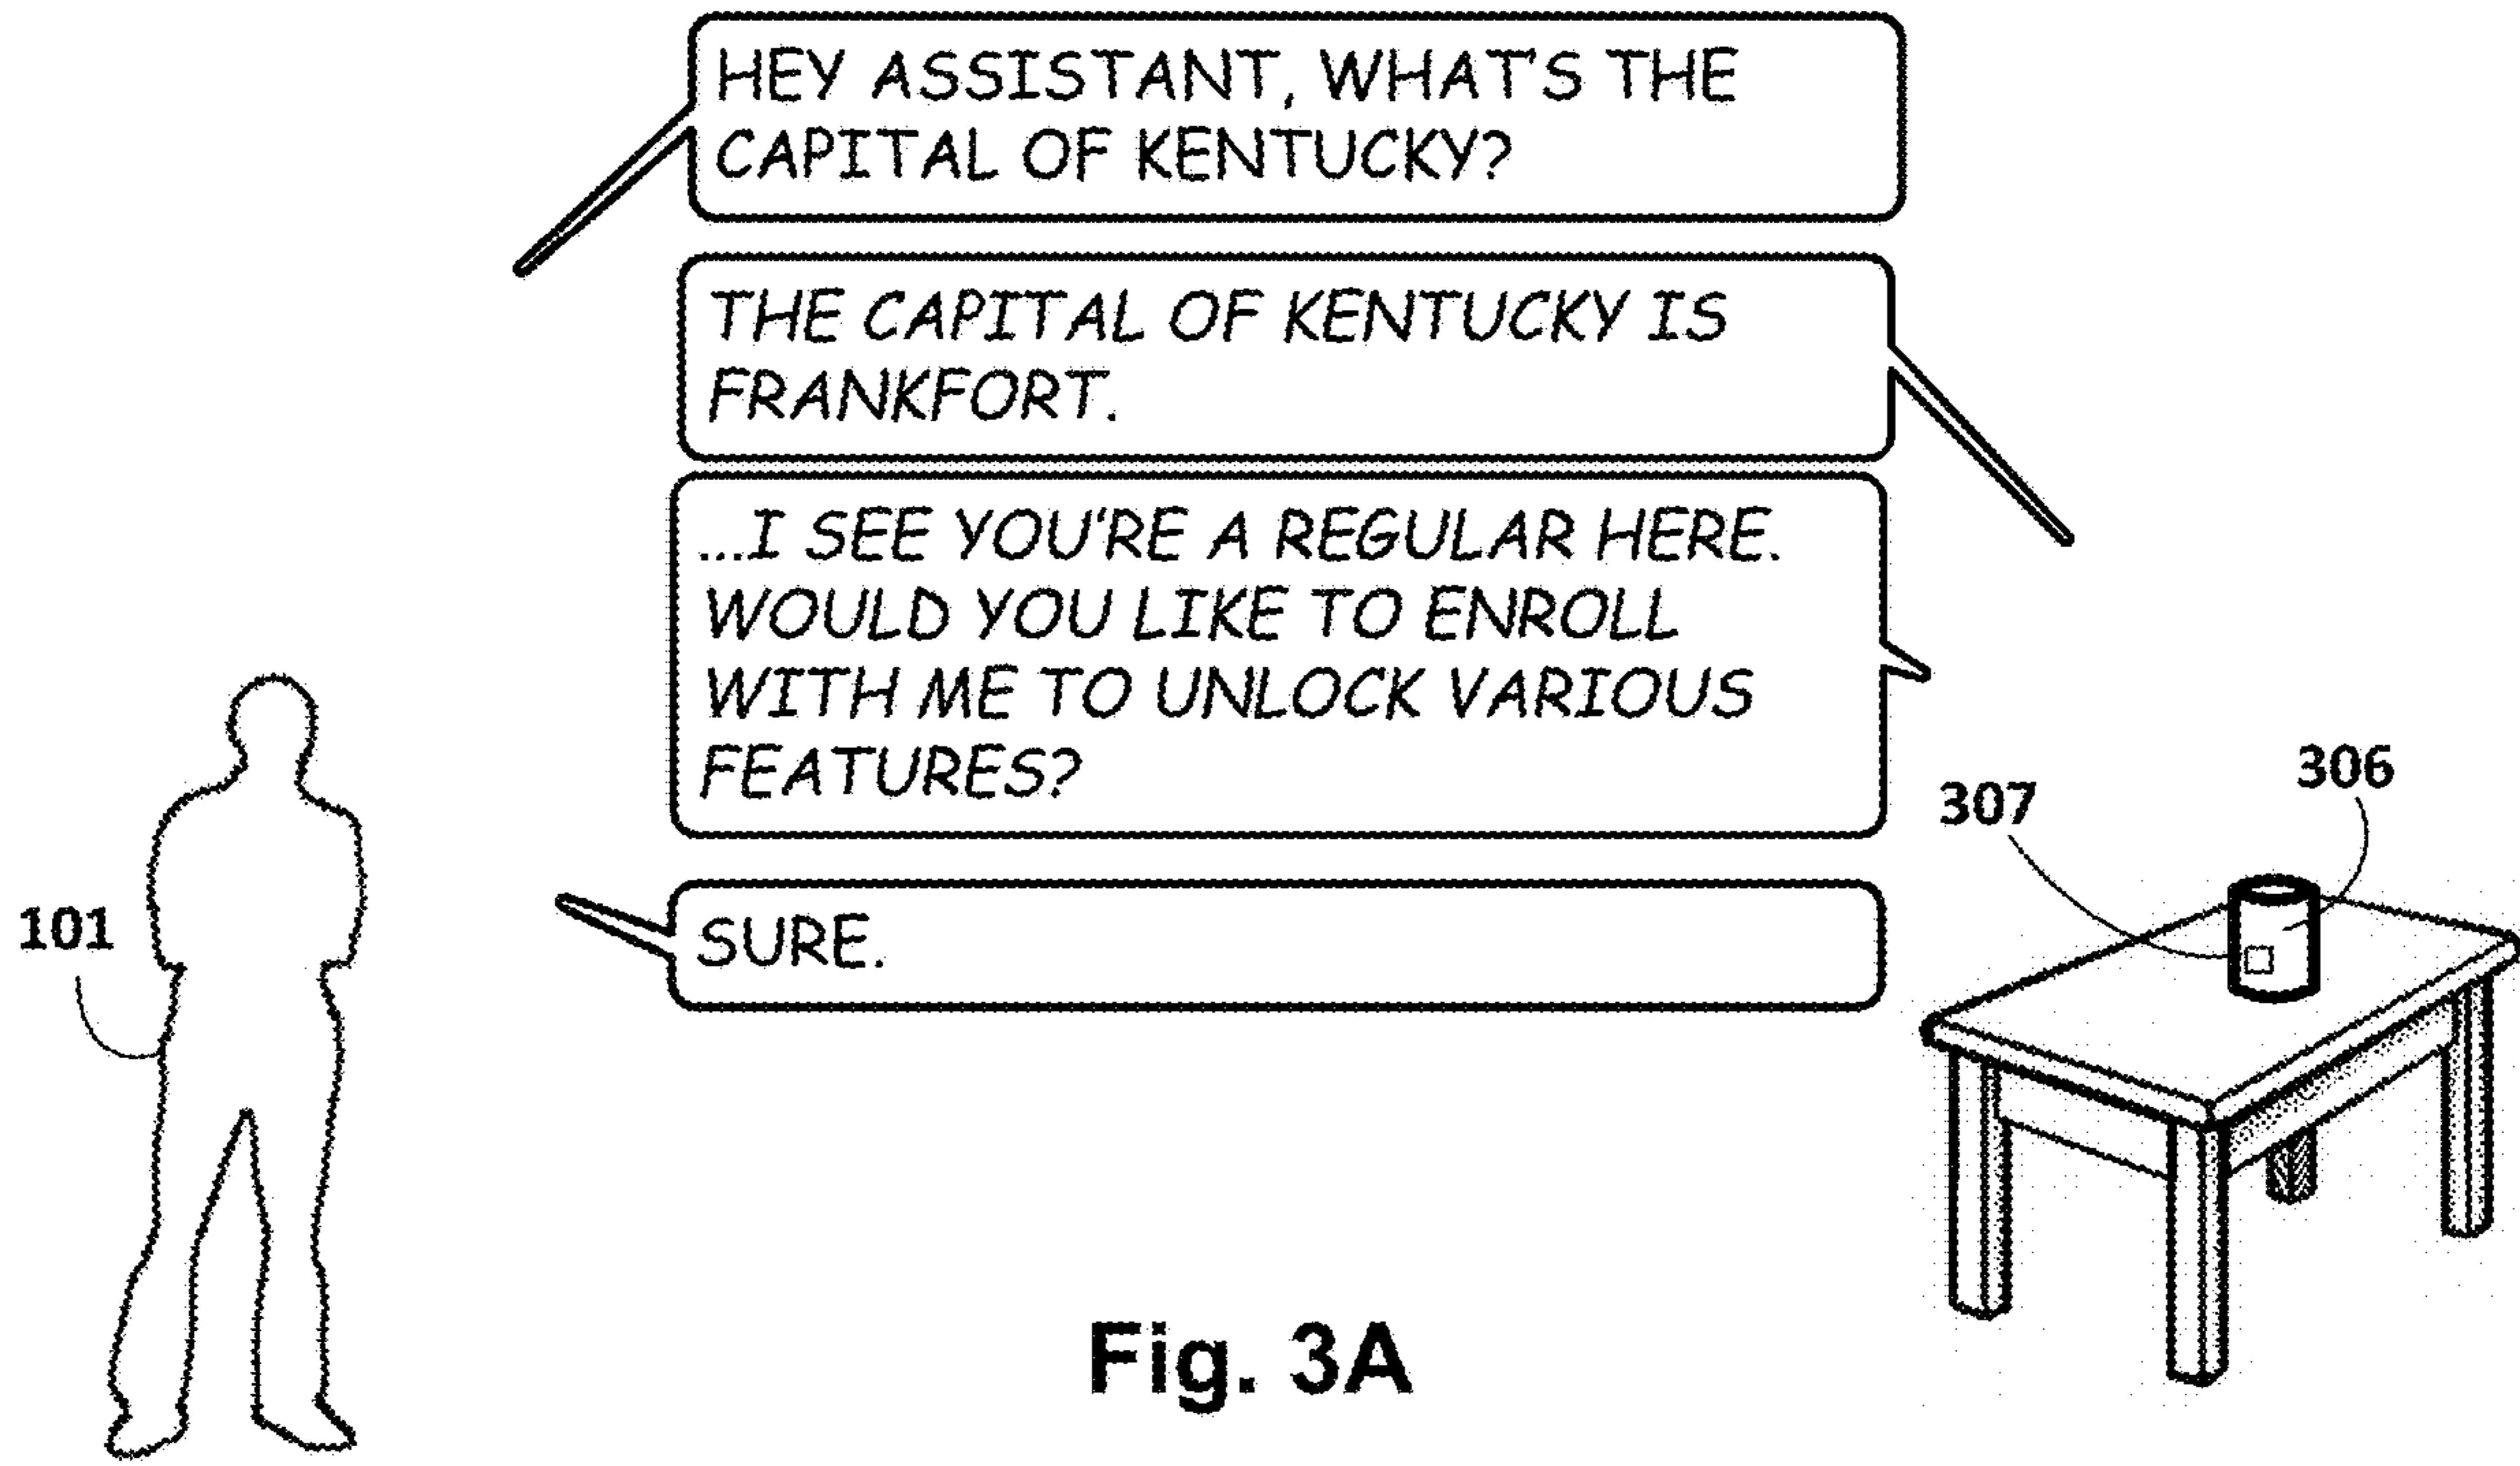 HEY ASSISTANT, WHAT'S THE
CAPITAL OF KENTUCKY?
THE CAPITAL OF KENTUCKY IS
FRANKFORT.
...I SEE YOU'RE A REGULAR HERE.
WOULD YOU LIKE TO ENROLL
WITH ME TO UNLOCK VARIOUS
FEATURES?
306
307
SURE.
101
Fig. 3A